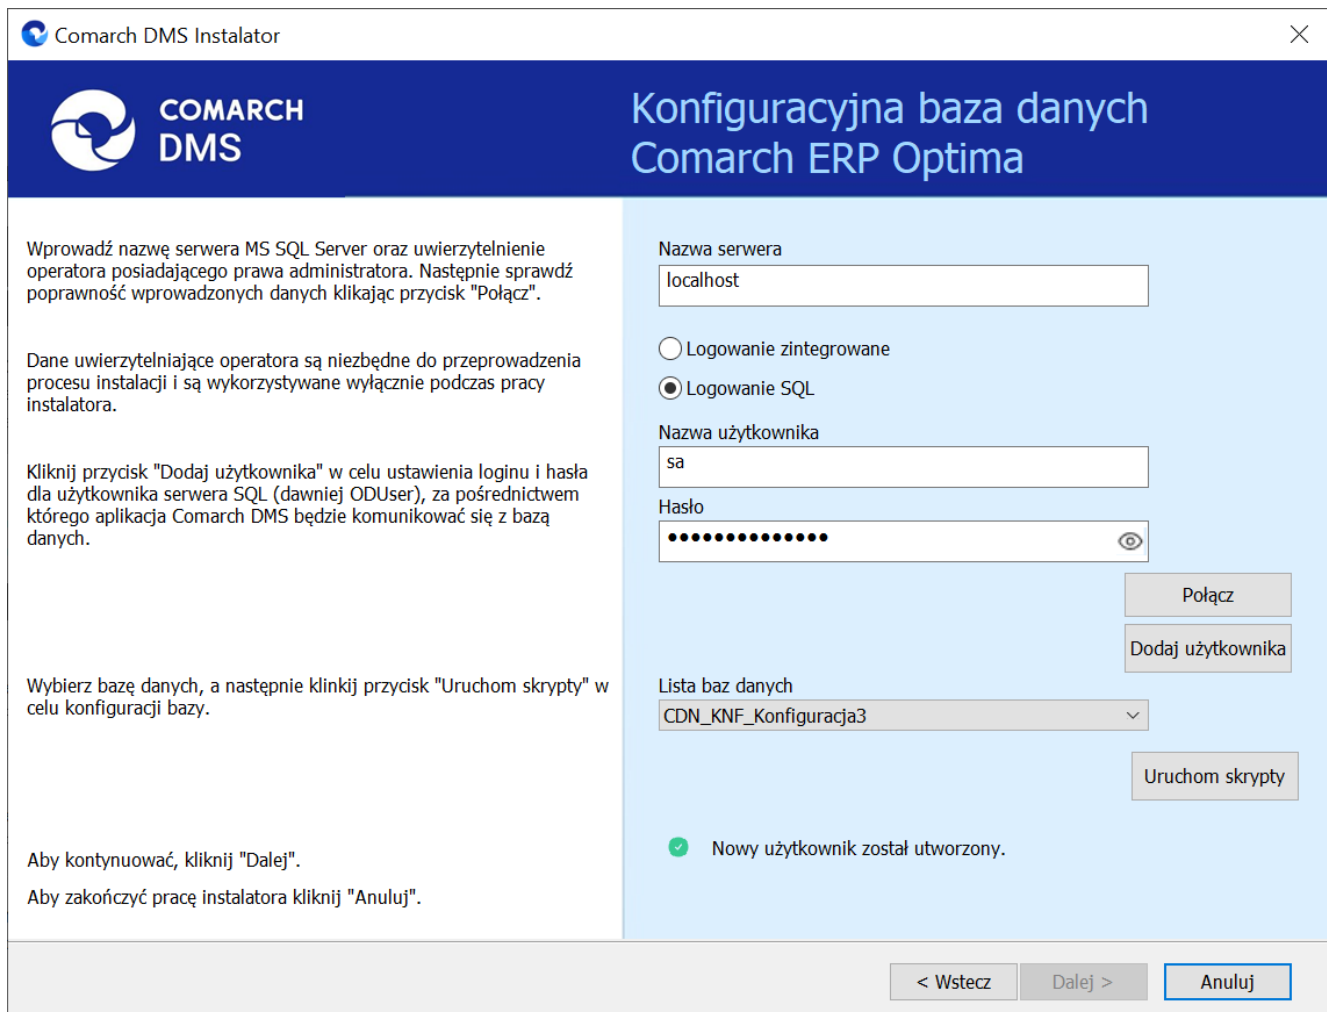 Comarch DMS Instalator
COMARCH
DMS
Konfiguracyjna baza danych
Comarch ERP Optima
Wprowadź nazwę serwera MS SQL Server oraz uwierzytelnienie
operatora posiadającego prawa administratora. Następnie sprawdź
poprawność wprowadzonych danych klikając przycisk "Połącz".
Dane uwierzytelniające operatora są niezbędne do przeprowadzenia
procesu instalacji i są wykorzystywane wyłącznie podczas pracy
instalatora.
Kliknij przycisk "Dodaj użytkownika" w celu ustawienia loginu i hasła
dla użytkownika serwera SQL (dawniej ODUser), za pośrednictwem
którego aplikacja Comarch DMS będzie komunikować się z bazą
danych.
Wybierz bazę danych, a następnie klinkij przycisk "Uruchom skrypty" w
celu konfiguracji bazy.
Aby kontynuować, kliknij "Dalej".
Aby zakończyć pracę instalatora kliknij "Anuluj".
Nazwa serwera
localhost
Logowanie zintegrowane
Logowanie SQL
Nazwa użytkownika
sa
Hasło
●●●●●●●●●●●●●●
Połącz
Dodaj użytkownika
Lista baz danych
CDN_KNF_Konfiguracja3
Uruchom skrypty
Nowy użytkownik został utworzony.
< Wstecz
Dalej >
Anuluj